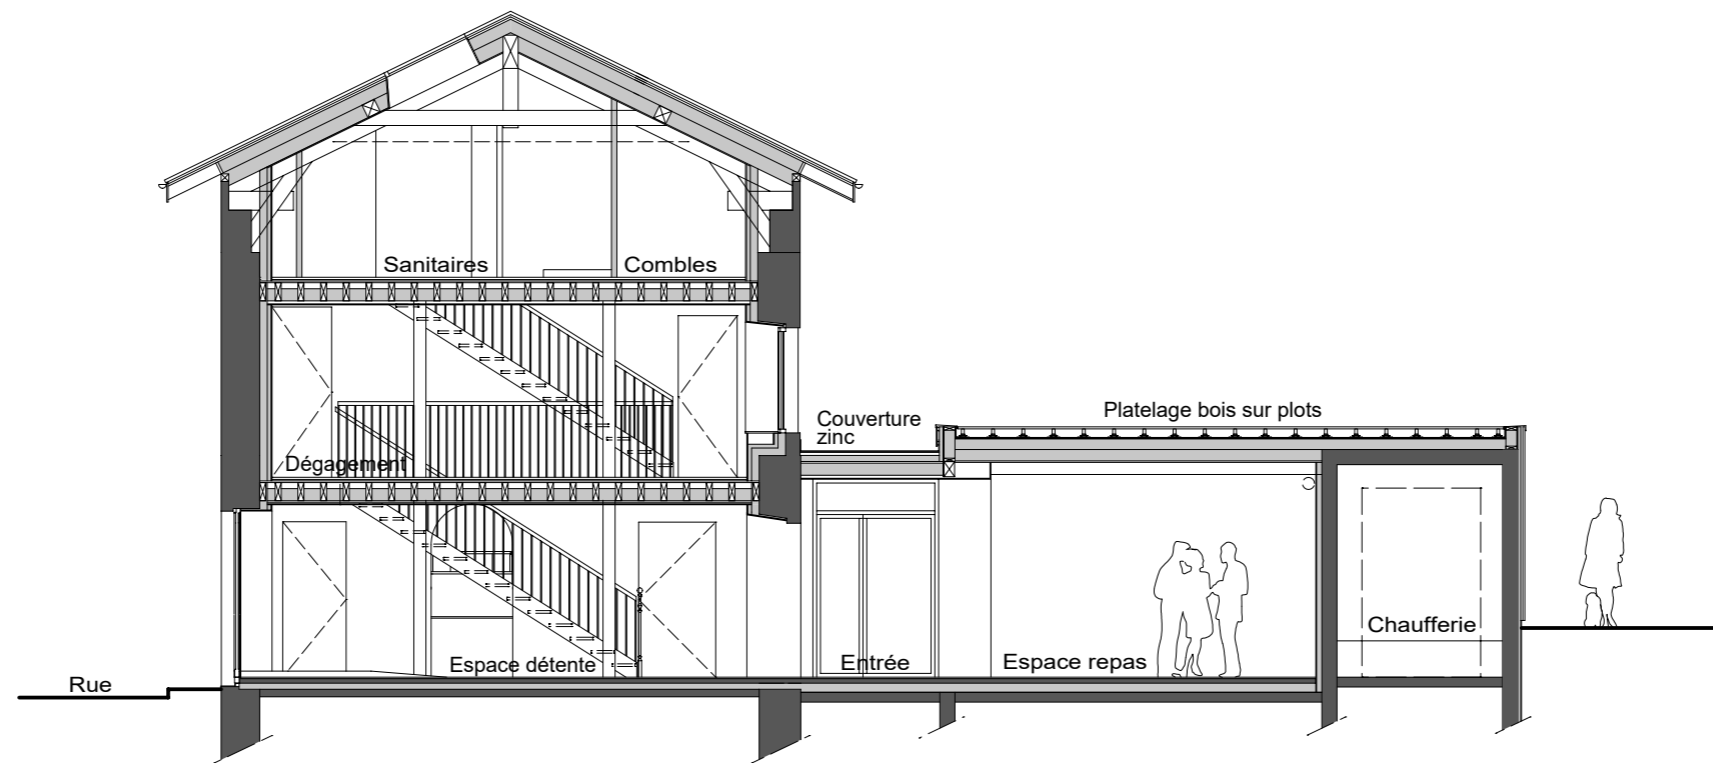 Sanitaires
Combles
Couverture
zinc
Platelage bois sur plots
Dégagement
Chaufferie
Espace détente
Entrée
Espace repas
Rue